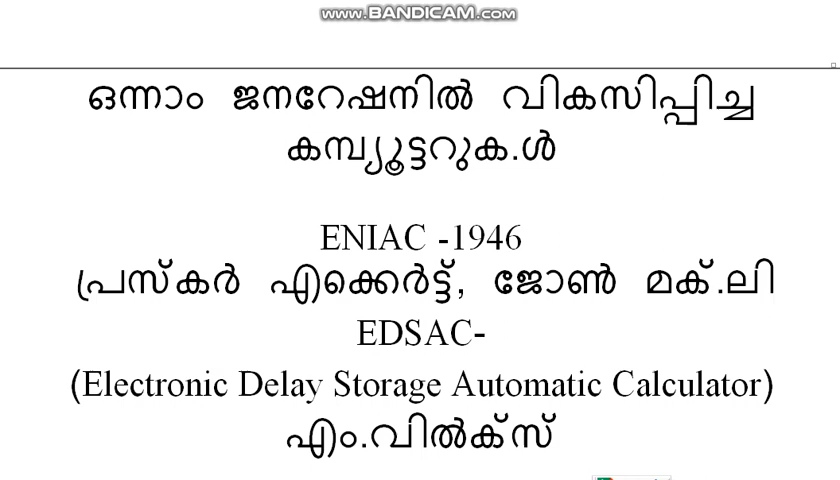 www.BANDICAM.com
ഒന്നാം ജനറേഷനിൽ വികസിപ്പിച്ച
കമ്പ്യൂട്ടറുക.ൾ
ENIAC -1946
പ്രസ്കർ എക്കെർട്ട്, ജോൺ മക്.ലി
EDSAC-
(Electronic Delay Storage Automatic Calculator)
എം.വിൽക്സ്